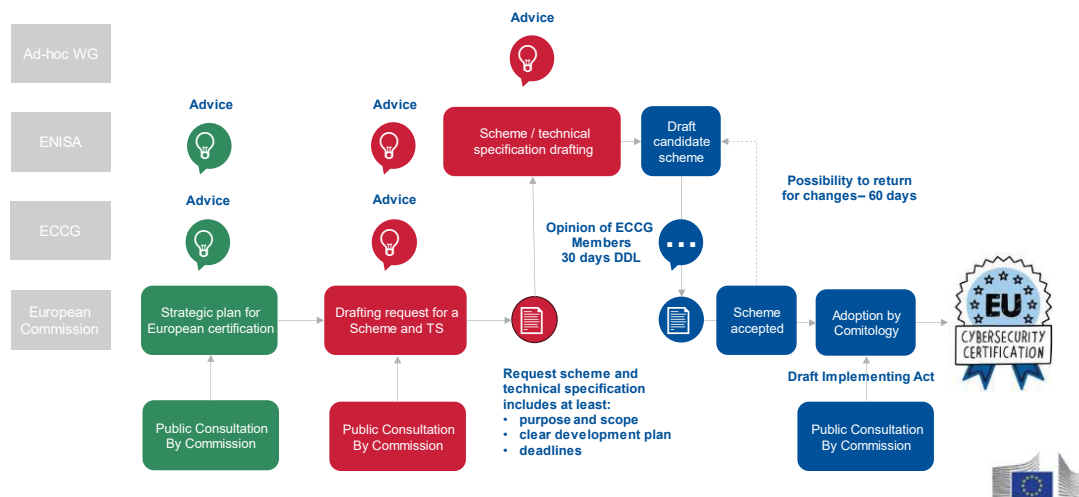 Ad-hoc WG
Advice
ENISA
Advice
Advice
Scheme / technical
specification drafting
Draft
candidate
scheme
Possibility to return
for changes– 60 days
ECCG
Advice
Advice
Opinion of ECCG
Members
30 days DDL
...
European
Commission
Strategic plan for
European certification
Drafting request for a
Scheme and TS
Scheme
accepted
Adoption by
Comitology
EU
CYBERSECURITY
CERTIFICATION
Request scheme and
technical specification
includes at least:
• purpose and scope
• clear development plan
• deadlines
Draft Implementing Act
Public Consultation
By Commission
Public Consultation
By Commission
Public Consultation
By Commission